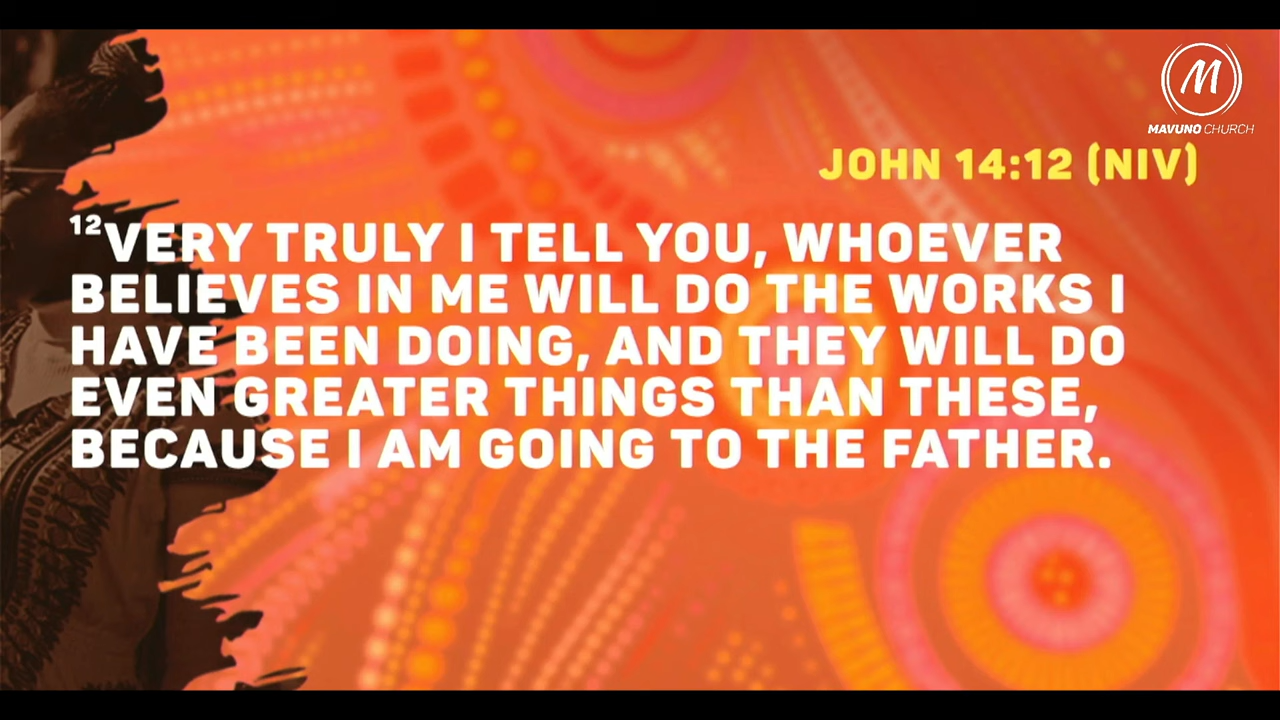 M
MAVUNO CHURCH
JOHN 14:12 (NIV)
12VERY TRULY I TELL YOU, WHOEVER
BELIEVES IN ME WILL DO THE WORKS I
HAVE BEEN DOING, AND THEY WILL DO
EVEN GREATER THINGS THAN THESE,
BECAUSE I AM GOING TO THE FATHER.